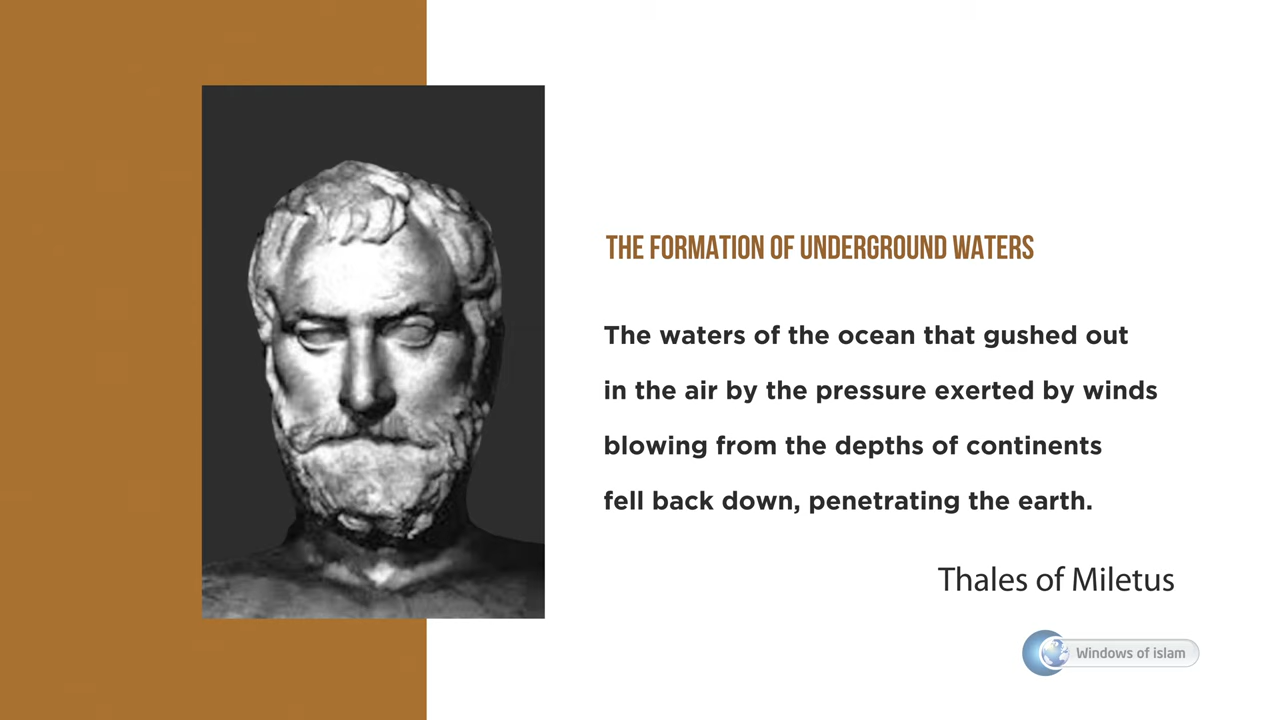 THE FORMATION OF UNDERGROUND WATERS
The waters of the ocean that gushed out
in the air by the pressure exerted by winds
blowing from the depths of continents
fell back down, penetrating the earth.
Thales of Miletus
Windows of islam